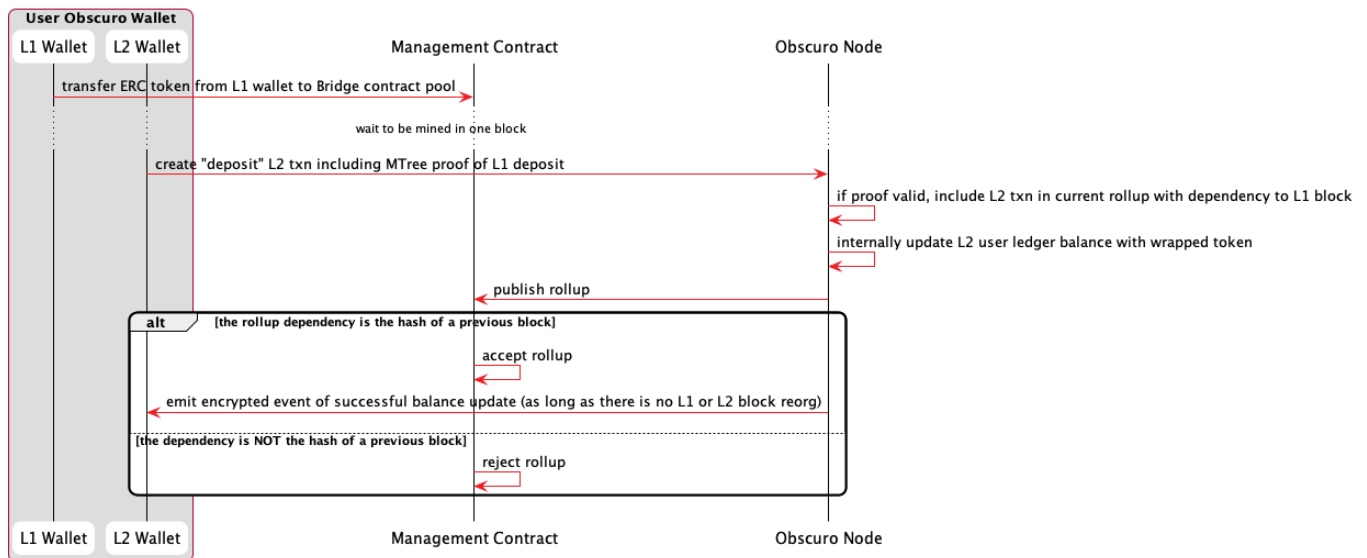 User Obscuro Wallet
L1 Wallet L2 Wallet Management Contract Obscuro Node
transfer ERC token from L1 wallet to Bridge contract pool
wait to be mined in one block
create "deposit" L2 txn including MTree proof of L1 deposit
if proof valid, include L2 txn in current rollup with dependency to L1 block
internally update L2 user ledger balance with wrapped token
publish rollup
alt [the rollup dependency is the hash of a previous block]
accept rollup
emit encrypted event of successful balance update (as long as there is no L1 or L2 block reorg)
[the dependency is NOT the hash of a previous block]
reject rollup
L1 Wallet L2 Wallet Management Contract Obscuro Node